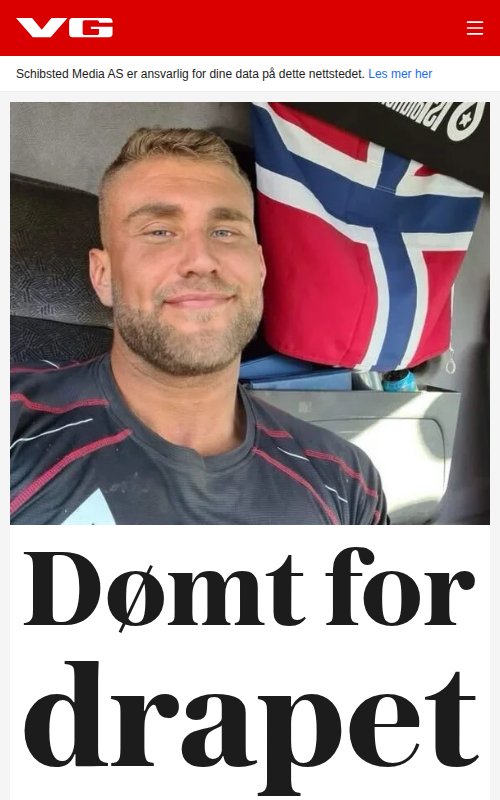 VG
Schibsted Media AS er ansvarlig for dine data på dette nettstedet. Les mer her
Dømt for
drapet